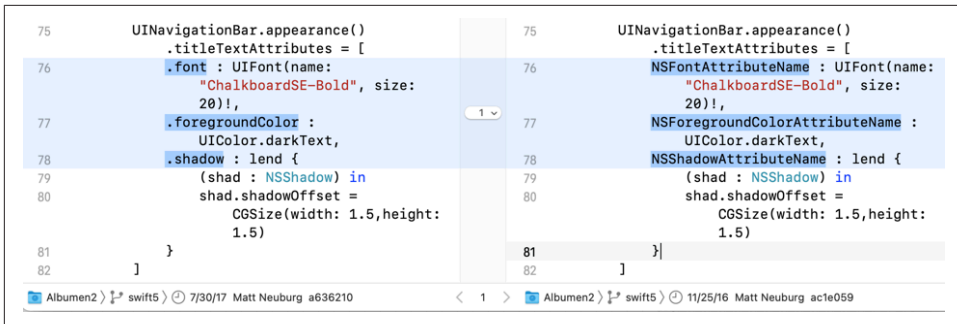 75 UINavigationBar.appearance()
.titleTextAttributes = [
76 .font : UIFont(name:
"ChalkboardSE-Bold", size:
20)!,
77 .foregroundColor :
UIColor.darkText,
78 .shadow : lend {
79 (shad : NSShadow) in
80 shad.shadowOffset =
CGSize(width: 1.5,height:
1.5)
81 }
82 ]
1
75 UINavigationBar.appearance()
.titleTextAttributes = [
76 NSFontAttributeName : UIFont(name:
"ChalkboardSE-Bold", size:
20)!,
77 NSForegroundColorAttributeName :
UIColor.darkText,
78 NSShadowAttributeName : lend {
79 (shad : NSShadow) in
80 shad.shadowOffset =
CGSize(width: 1.5,height:
1.5)
81 }
82 ]
Albumen2 〉 swift5 〉 7/30/17 Matt Neuburg a636210
< 1 >
Albumen2 〉 swift5 〉 11/25/16 Matt Neuburg ac1e059